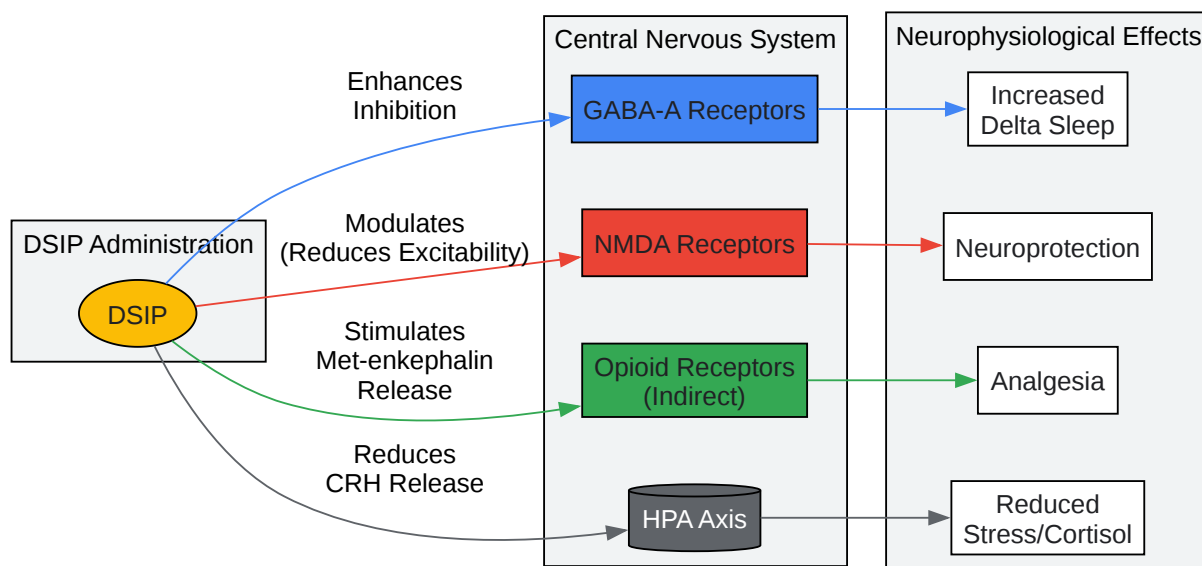 Central Nervous System
Neurophysiological Effects
Enhances
Inhibition
GABA-A Receptors
Increased
Delta Sleep
DSIP Administration
DSIP
Modulates
(Reduces Excitability)
NMDA Receptors
Neuroprotection
Stimulates
Met-enkephalin
Release
Opioid Receptors
(Indirect)
Analgesia
Reduces
CRH Release
HPA Axis
Reduced
Stress/Cortisol